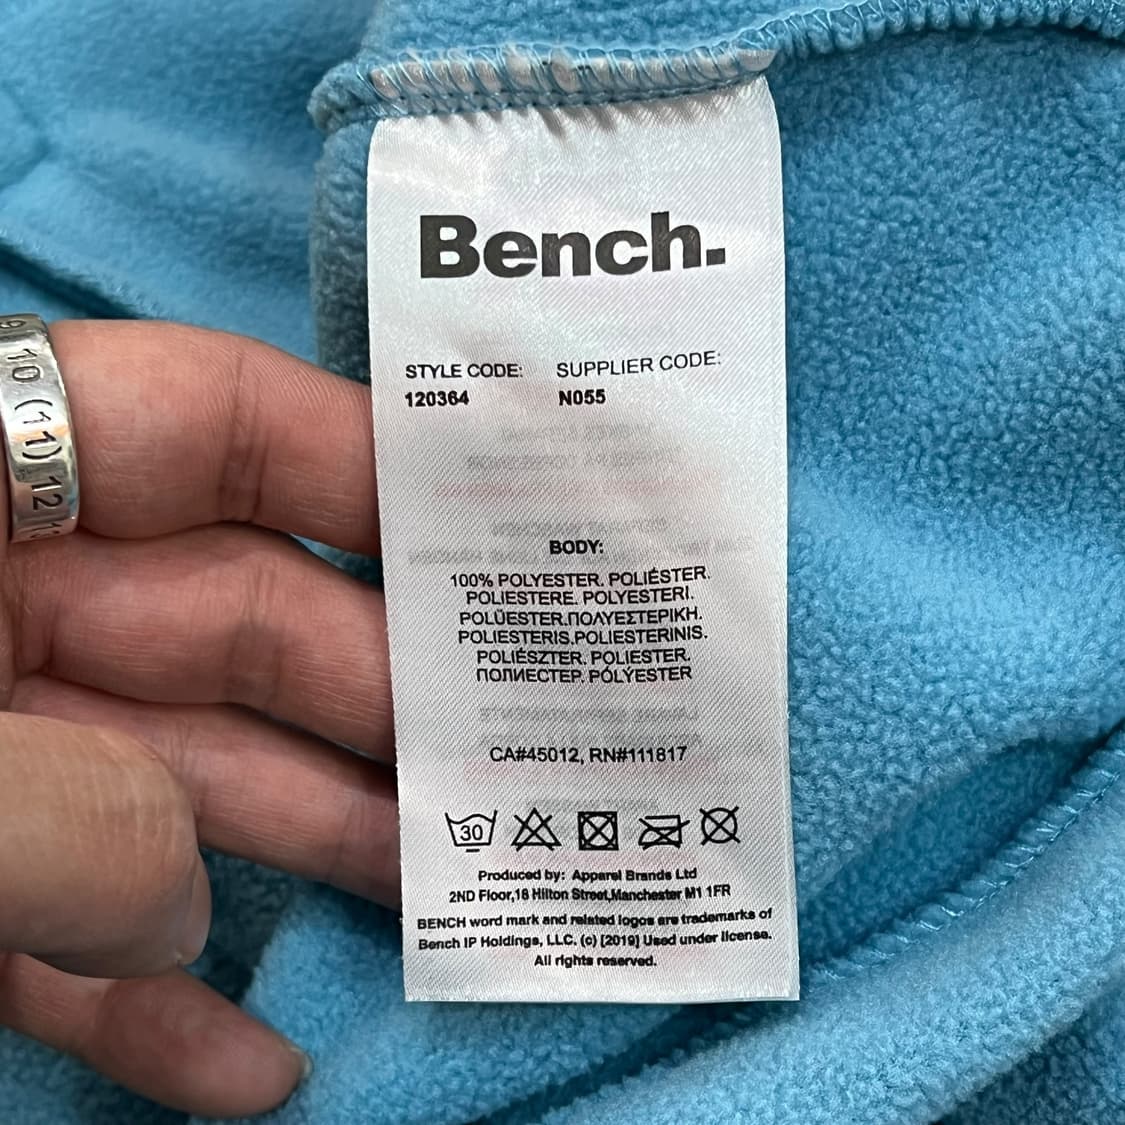 Bench.
STYLE CODE: SUPPLIER CODE:
120364 N055
BODY:
100% POLYESTER. POLIÉSTER.
POLIESTERE. POLYESTERI.
POLÜESTER.ΠΟΛΥΕΣΤΕΡΙΚΗ.
POLIESTERIS.POLIESTERINIS.
POLIÉSZTER. POLIESTER.
ПОЛИЕСТЕР. PÓLÝESTER
CA#45012, RN#111817
30
Produced by: Apparel Brands Ltd
2ND Floor,18 Hilton Street,Manchester M1 1FR
BENCH word mark and related logos are trademarks of
Bench IP Holdings, LLC. (c) [2019] Used under license.
All rights reserved.
9 10 (11) 12